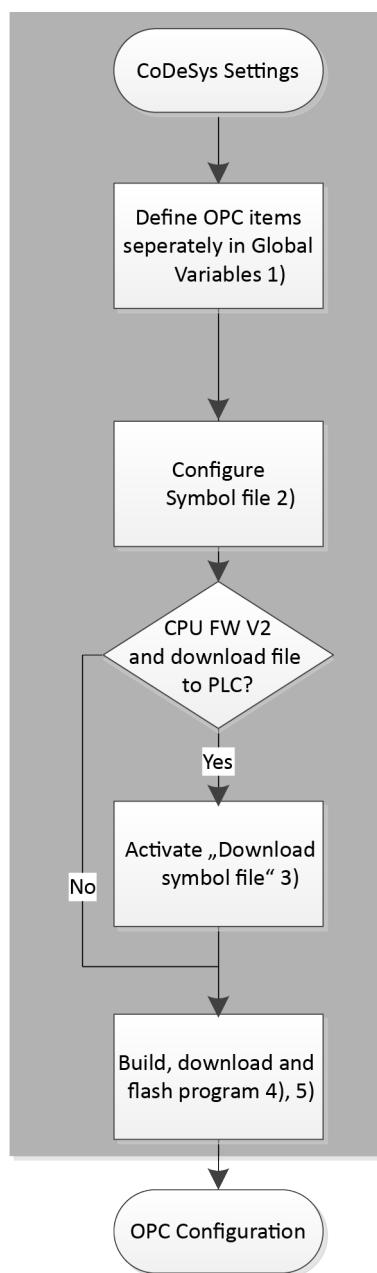 CoDeSys Settings
Define OPC items
seperately in Global
Variables 1)
Configure
Symbol file 2)
CPU FW V2
and download file
to PLC?
Yes
Activate „Download
symbol file“ 3)
No
Build, download and
flash program 4), 5)
OPC Configuration